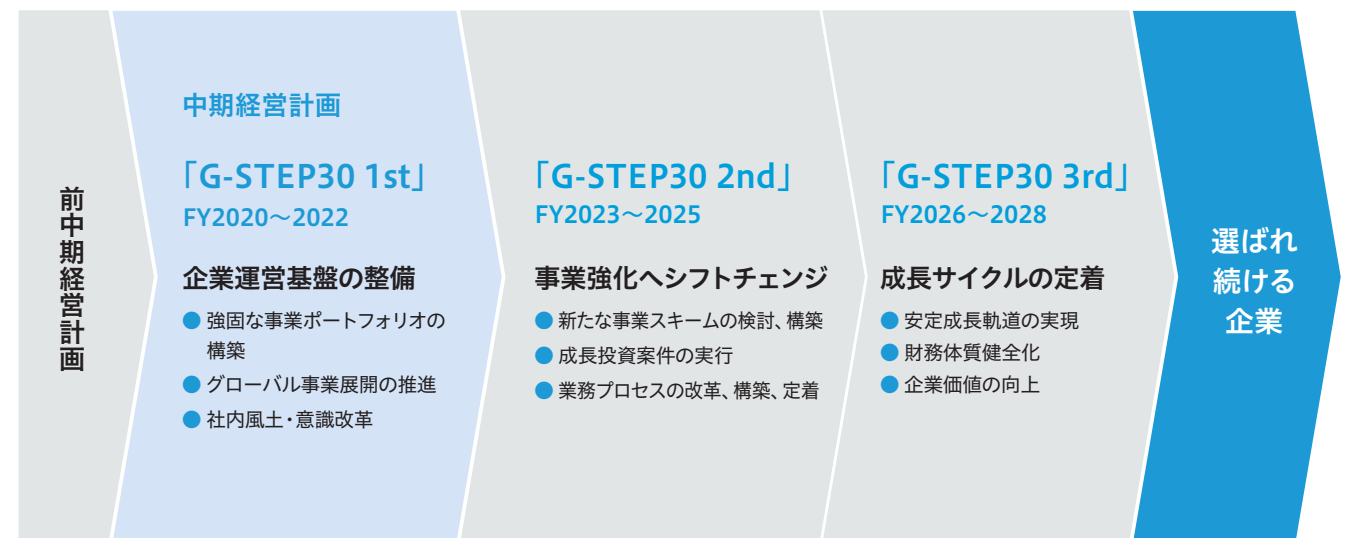 前中期経営計画
中期経営計画
「G-STEP30 1st」
FY2020～2022
企業運営基盤の整備
● 強固な事業ポートフォリオの
構築
● グローバル事業展開の推進
● 社内風土・意識改革
「G-STEP30 2nd」
FY2023～2025
事業強化へシフトチェンジ
● 新たな事業スキームの検討、構築
● 成長投資案件の実行
● 業務プロセスの改革、構築、定着
「G-STEP30 3rd」
FY2026～2028
成長サイクルの定着
● 安定成長軌道の実現
● 財務体質健全化
● 企業価値の向上
選ばれ
続ける
企業